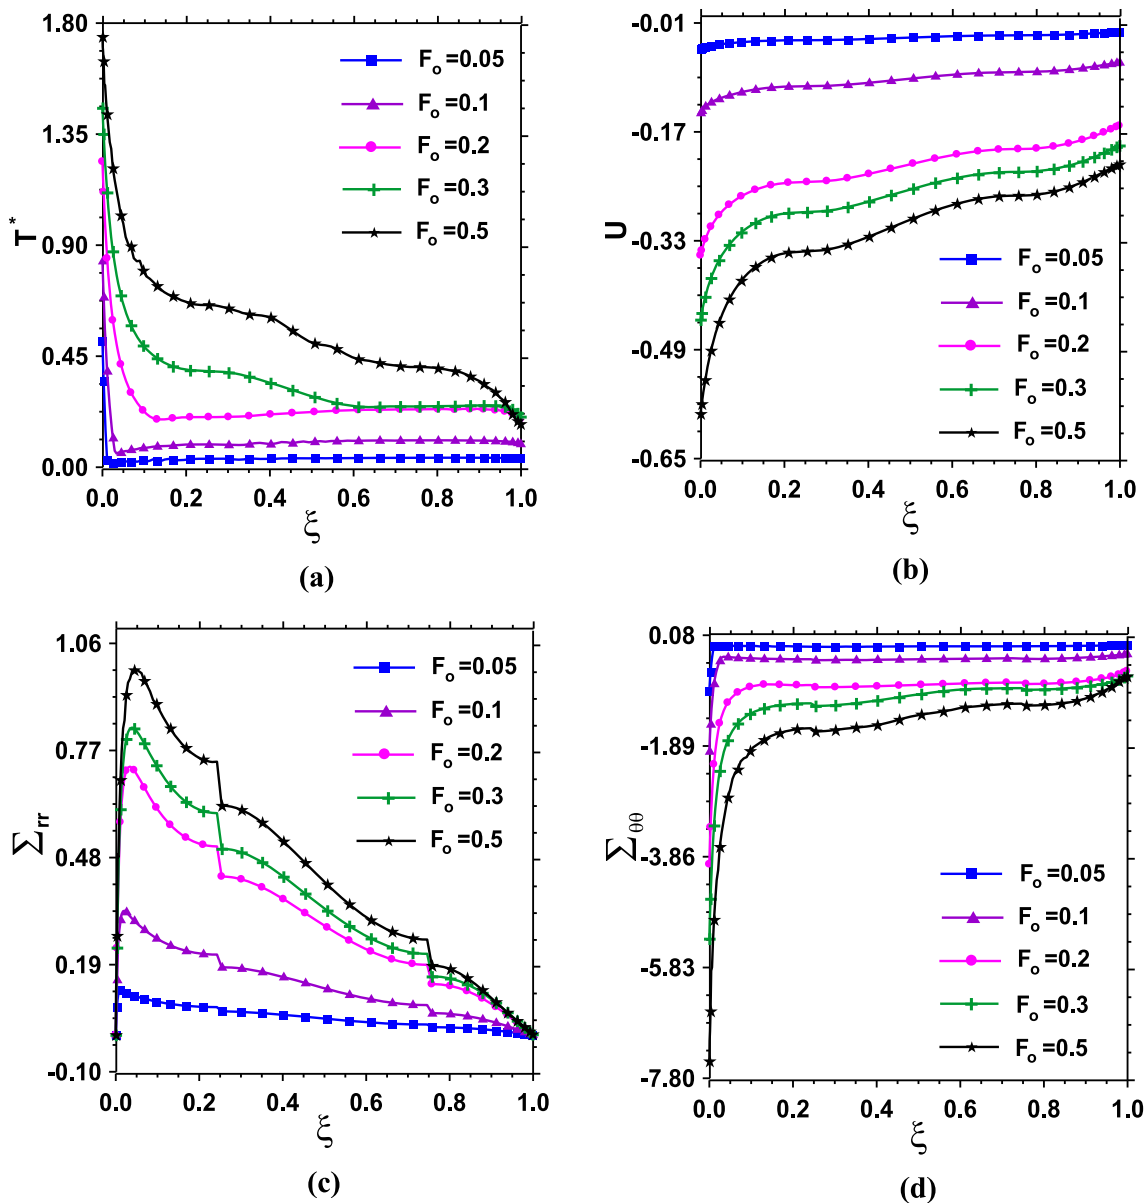 1.80
1.35
0.90
0.45
0.00
T*
0.0 0.2 0.4 0.6 0.8 1.0
ξ
Fo=0.05
Fo=0.1
Fo=0.2
Fo=0.3
Fo=0.5
(a)
-0.01
-0.17
-0.33
-0.49
-0.65
U
0.0 0.2 0.4 0.6 0.8 1.0
ξ
Fo=0.05
Fo=0.1
Fo=0.2
Fo=0.3
Fo=0.5
(b)
1.06
0.77
0.48
0.19
-0.10
Σrr
0.0 0.2 0.4 0.6 0.8 1.0
ξ
Fo=0.05
Fo=0.1
Fo=0.2
Fo=0.3
Fo=0.5
(c)
0.08
-1.89
-3.86
-5.83
-7.80
Σθθ
0.0 0.2 0.4 0.6 0.8 1.0
ξ
Fo=0.05
Fo=0.1
Fo=0.2
Fo=0.3
Fo=0.5
(d)